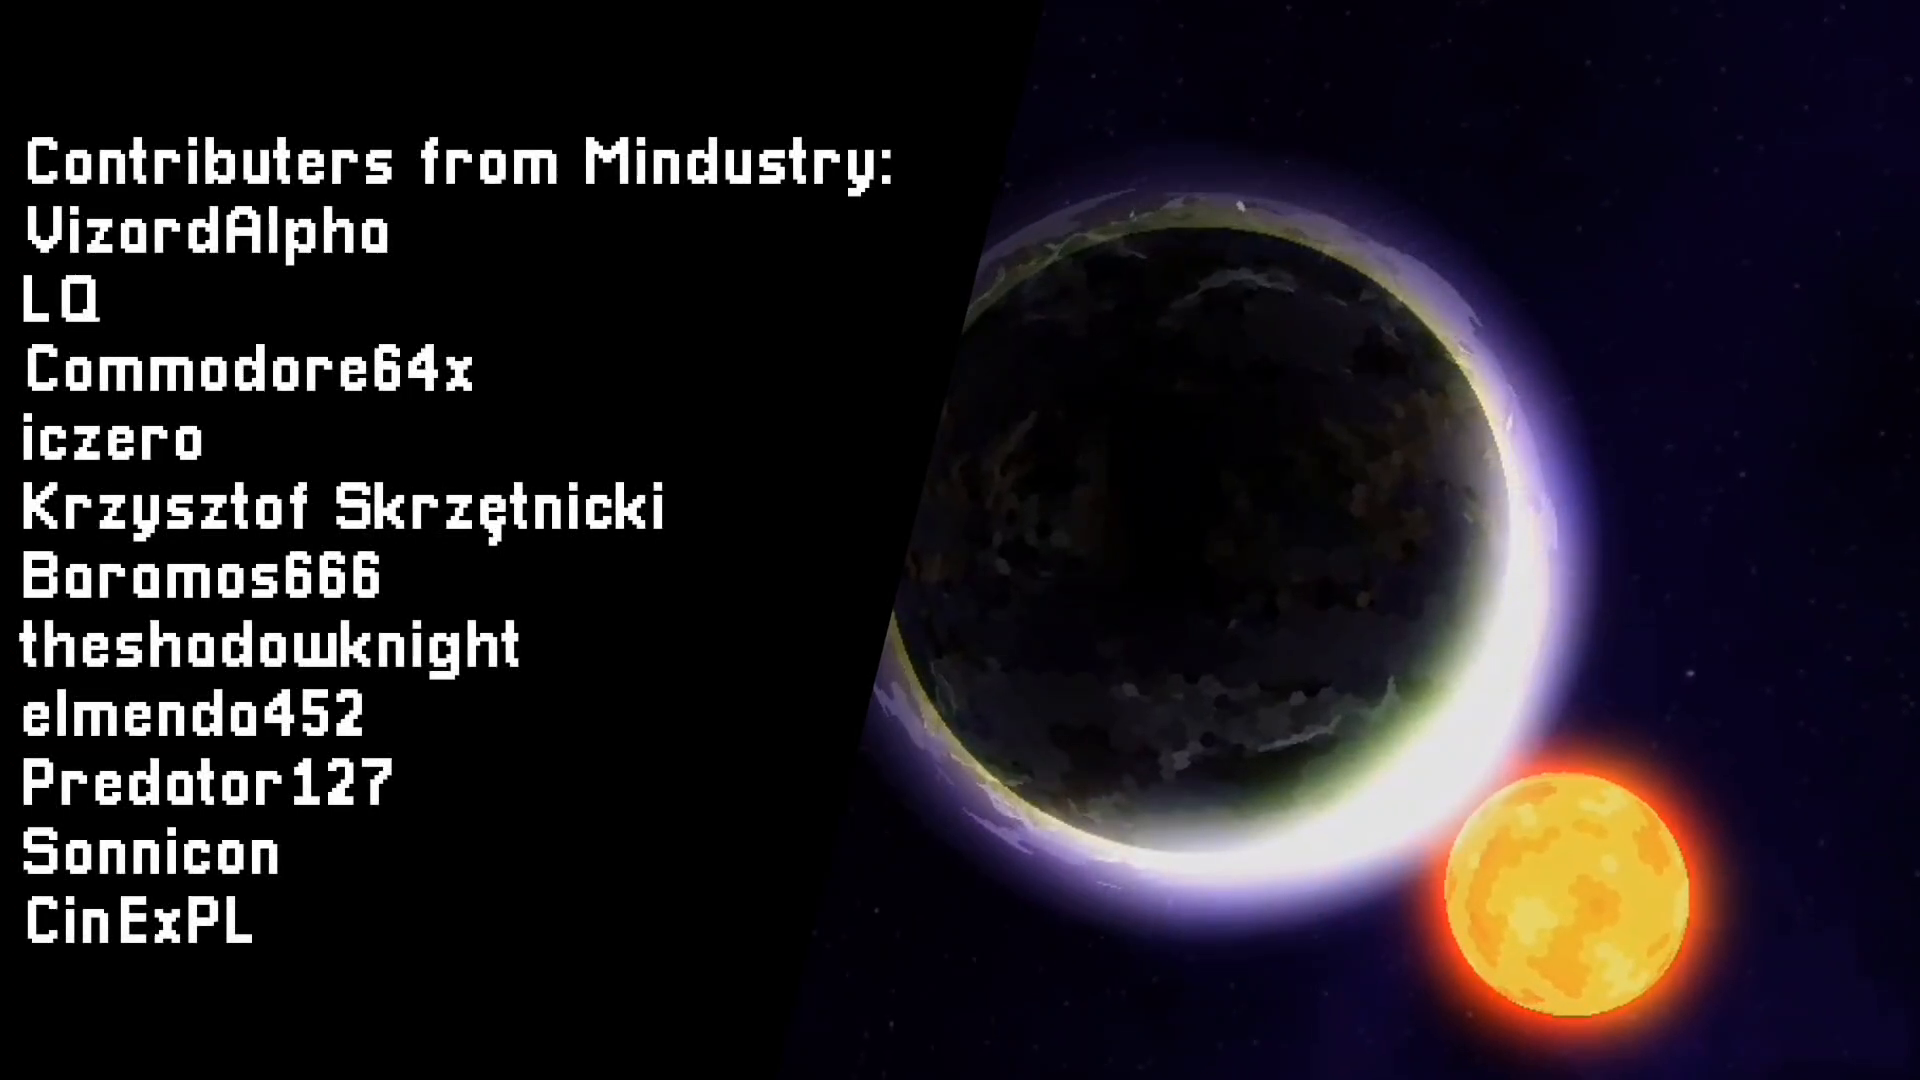 Contributers from Mindustry:
VizardAlpha
LQ
Commodore64x
iczero
Krzysztof Skrzętnicki
Baramos666
theshadowknight
elmenda452
Predator127
Sonnicon
CinExPL